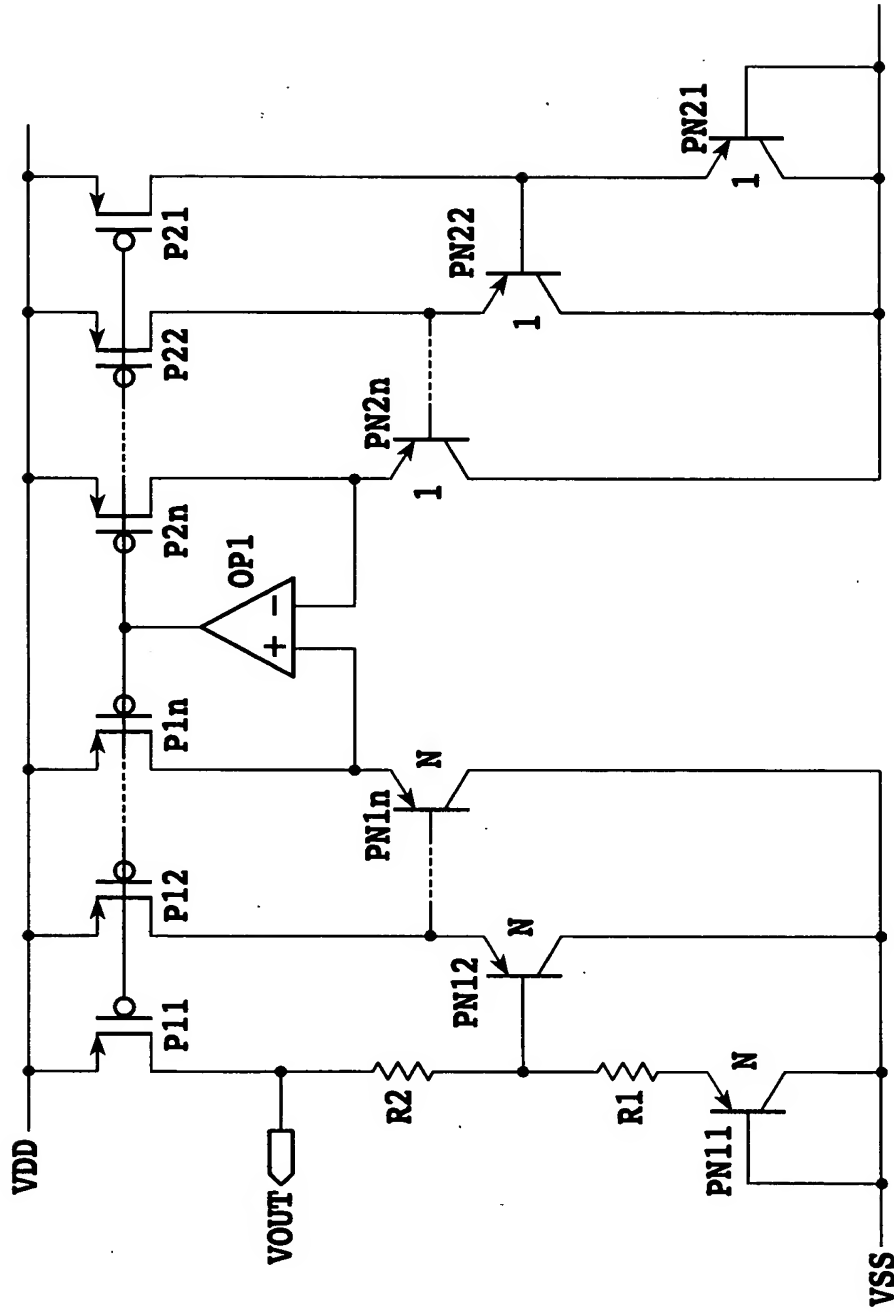 VDD
P11
P12
P1n
P2n
P22
P21
OP1
+
−
VOUT
R2
R1
PN11
N
PN12
N
PN1n
N
PN2n
1
PN22
1
PN21
1
VSS